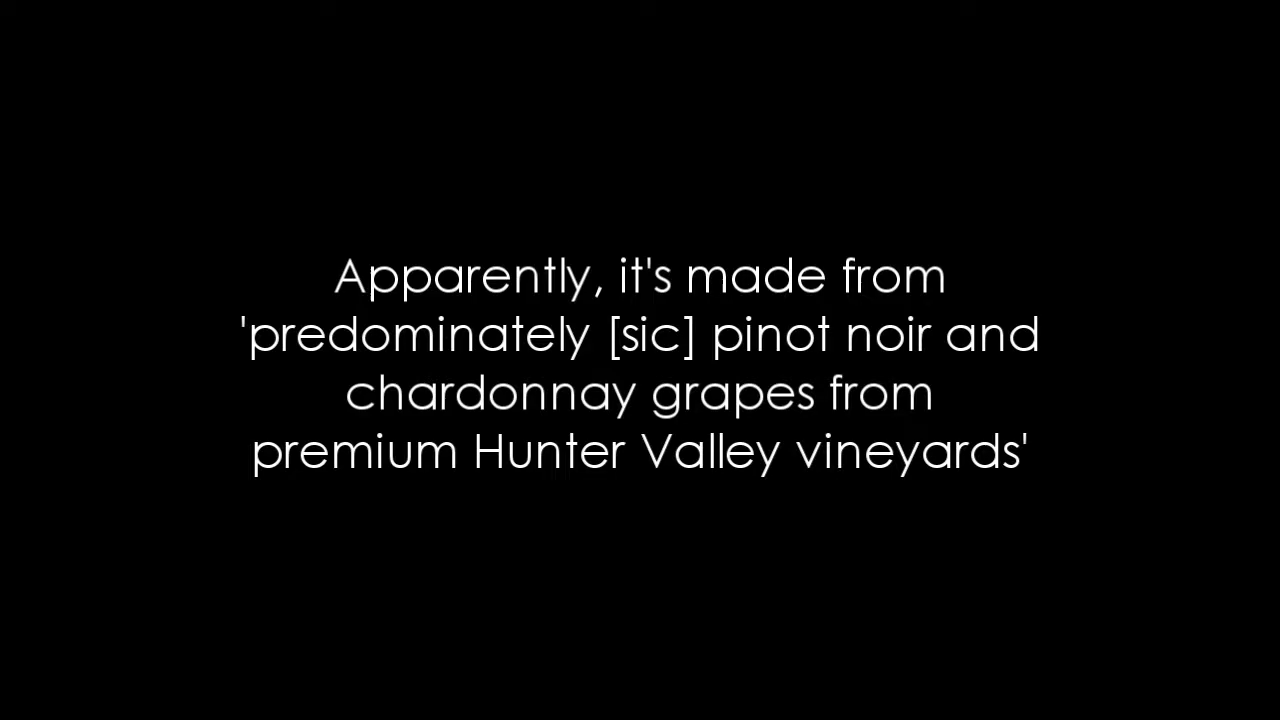 Apparently, it's made from
'predominately [sic] pinot noir and
chardonnay grapes from
premium Hunter Valley vineyards'